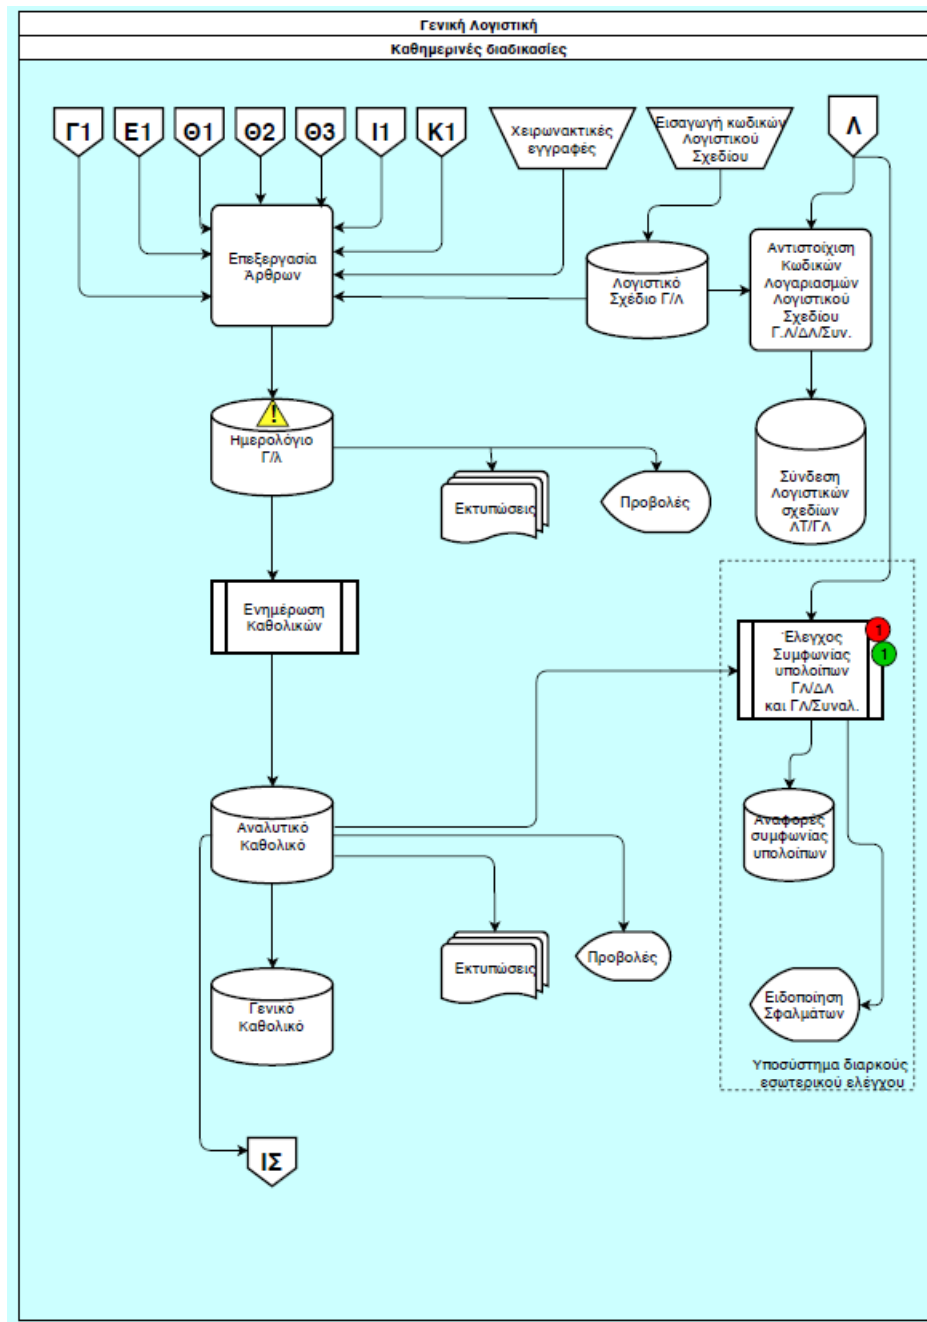 Γενική Λογιστική
Καθημερινές διαδικασίες
Γ1
Ε1
Θ1
Θ2
Θ3
Ι1
Κ1
Χειρωνακτικές
εγγραφές
Εισαγωγή κωδικών
Λογιστικού
Σχεδίου
Λ
Επεξεργασία
Άρθρων
Λογιστικό
Σχέδιο Γ/Λ
Αντιστοίχιση
Κωδικών
Λογαριασμών
Λογιστικού
Σχεδίου
Γ.Λ/ΔΛ/Συν.
!
Ημερολόγιο
Γ/λ
Εκτυπώσεις
Προβολές
Σύνδεση
Λογιστικών
σχεδίων
ΛΤ/ΓΛ
Ενημέρωση
Καθολικών
Έλεγχος
Συμφωνίας
υπολοίπων
ΓΛ/ΔΛ
και ΓΛ/Συναλ.
1
1
Αναλυτικό
Καθολικό
Αναφορές
συμφωνίας
υπολοίπων
Εκτυπώσεις
Προβολές
Γενικό
Καθολικό
Ειδοποίηση
Σφαλμάτων
Υποσύστημα διαρκούς
εσωτερικού ελέγχου
ΙΣ